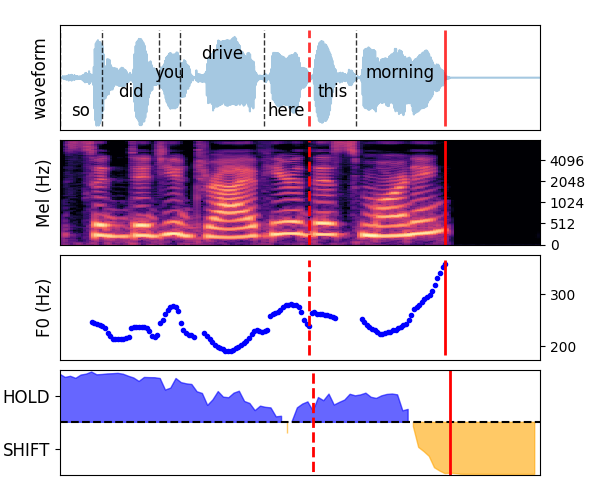 waveform
so
did
you
drive
here
this
morning
Mel (Hz)
4096
2048
1024
512
0
F0 (Hz)
300
200
HOLD
SHIFT